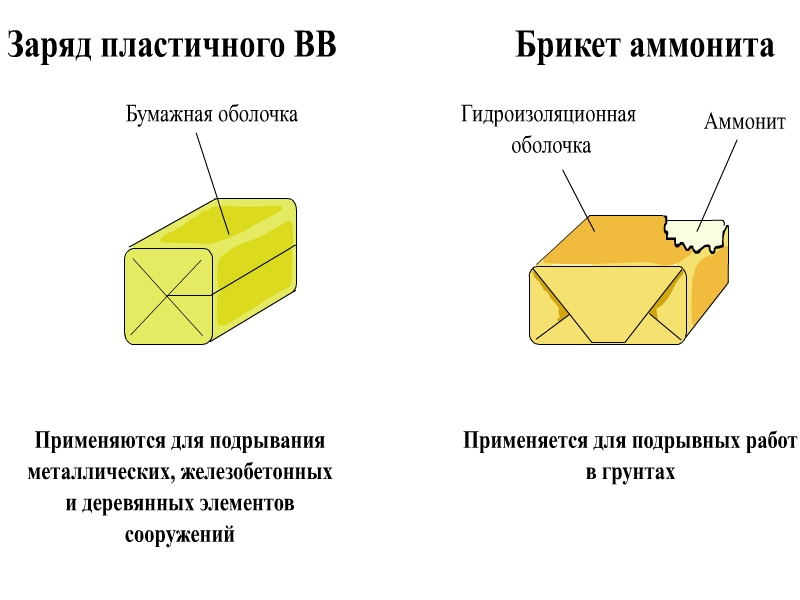 Заряд пластичного ВВ
Брикет аммонита
Бумажная оболочка
Гидроизоляционная
оболочка
Аммонит
Применяются для подрывания
металлических, железобетонных
и деревянных элементов
сооружений
Применяется для подрывных работ
в грунтах